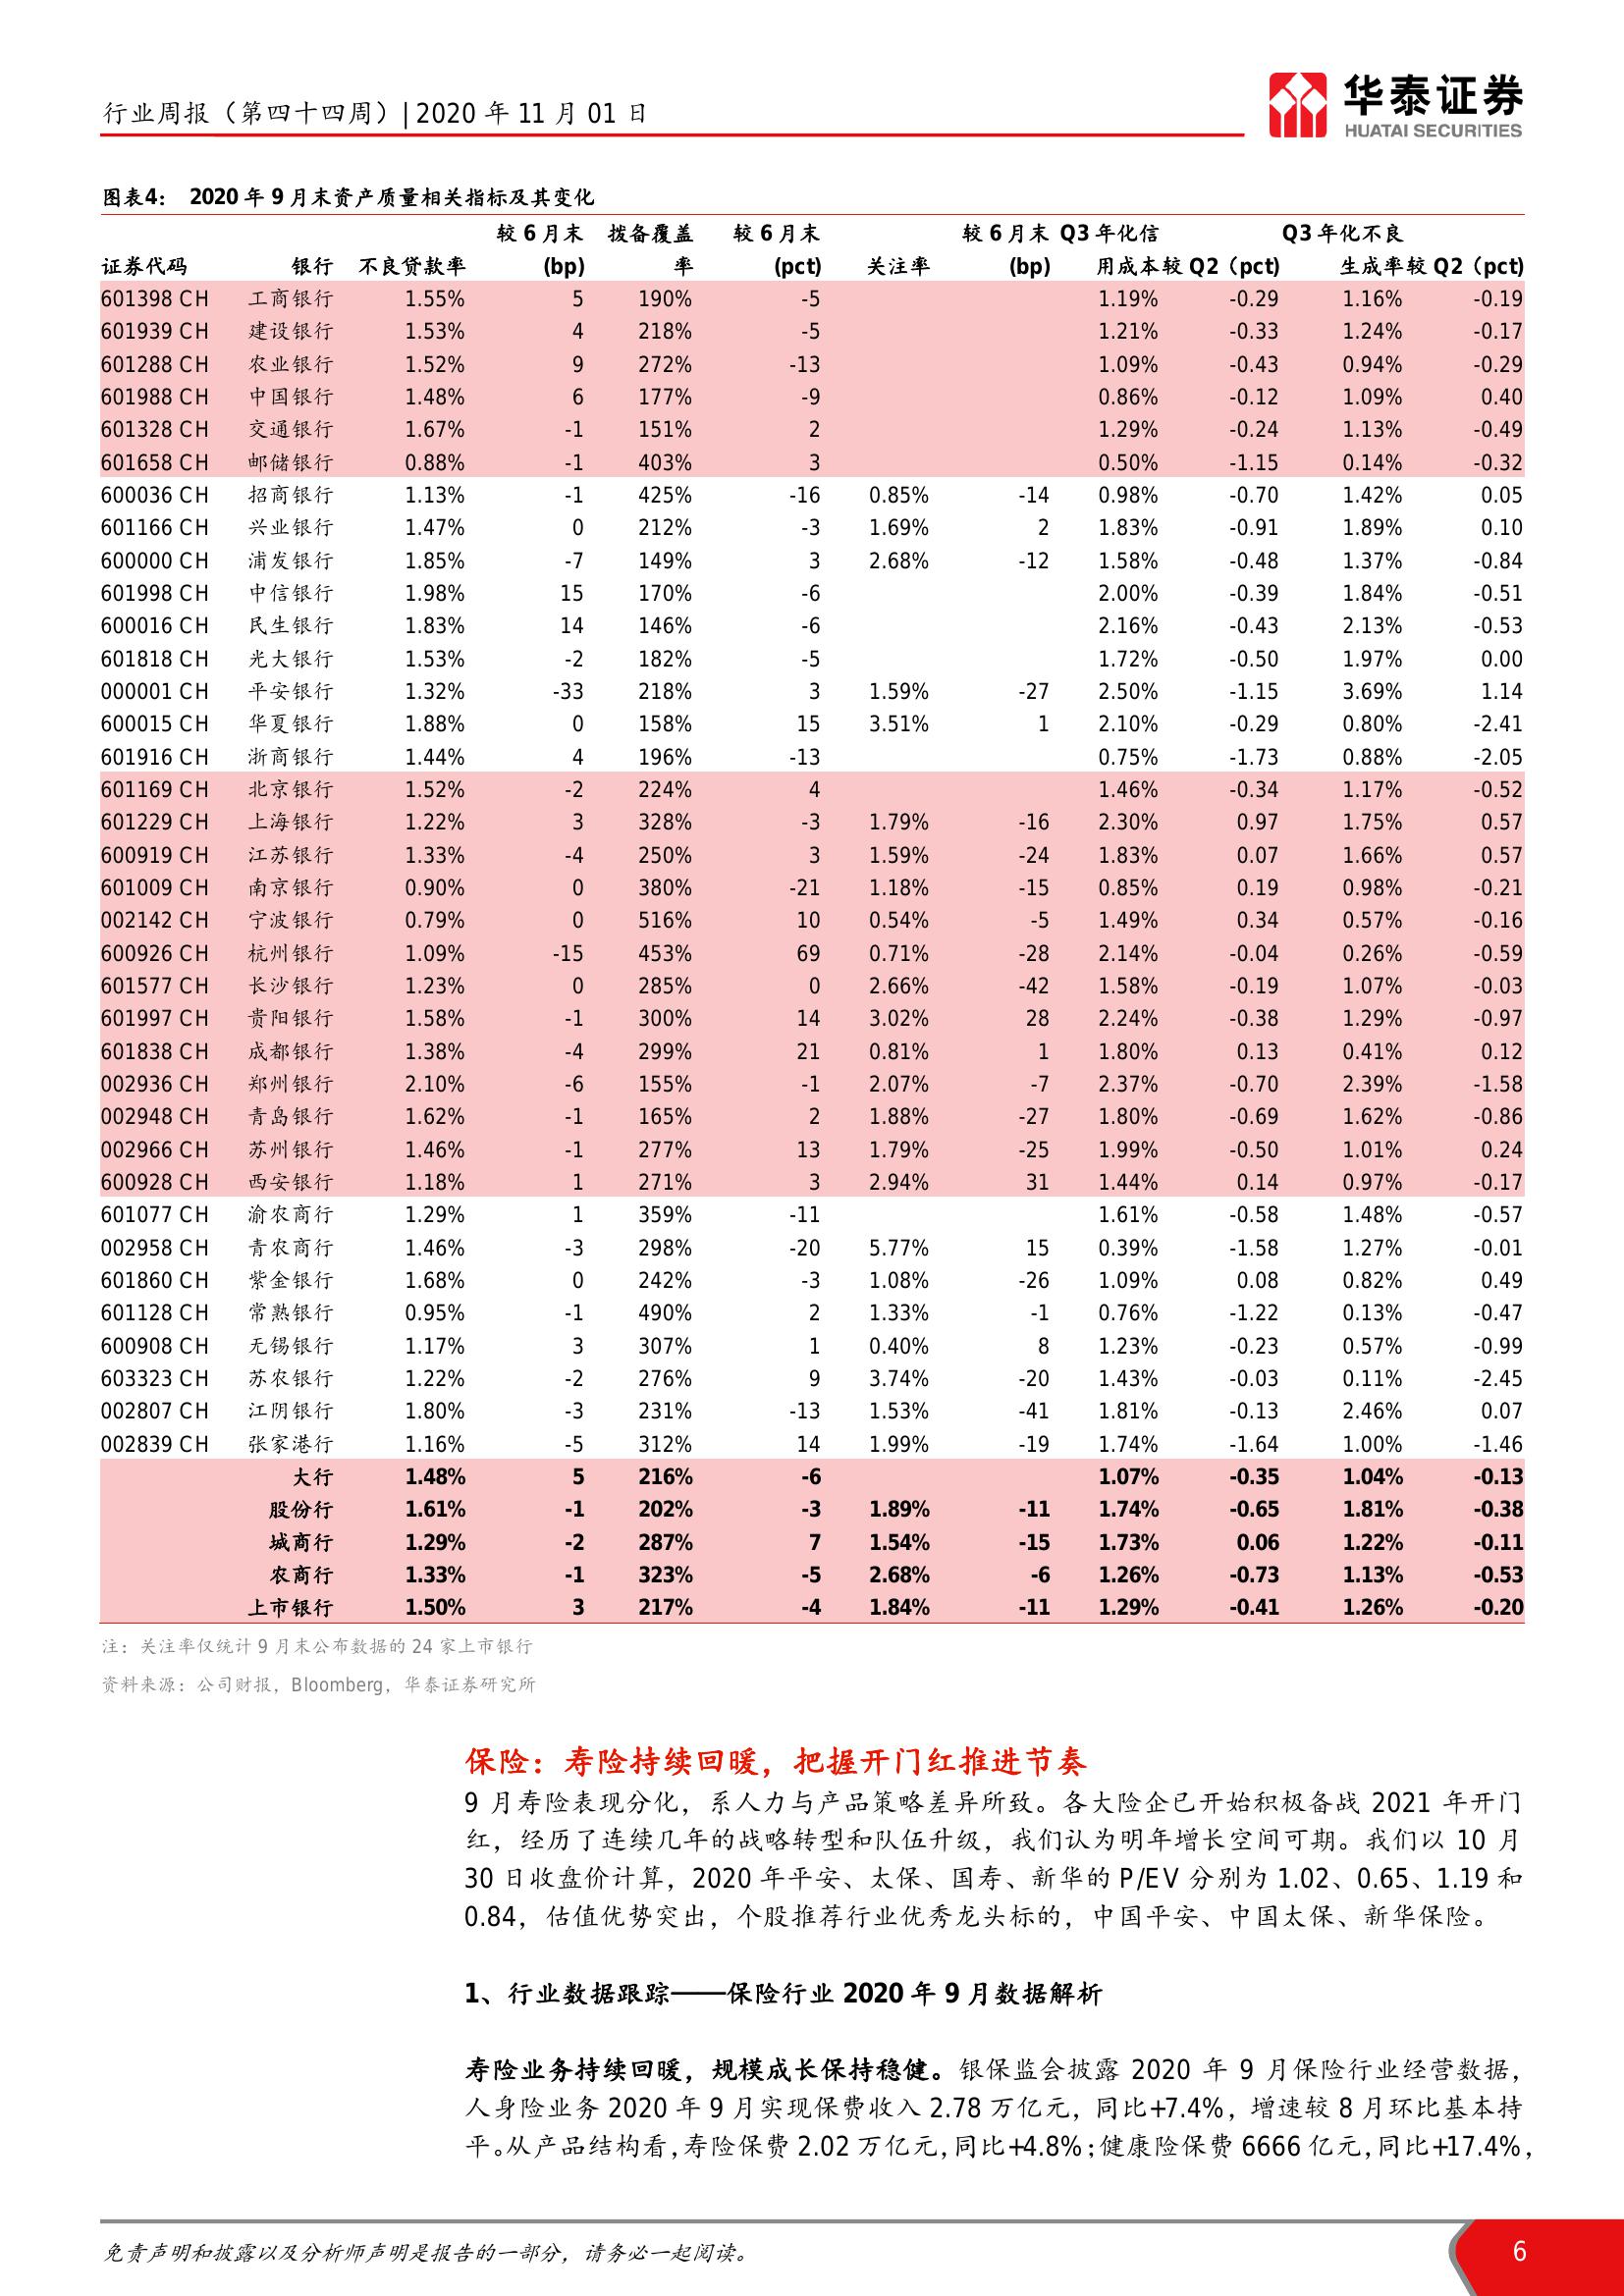 行业周报（第四十四周）|2020 年 11 月 01 日
华泰证券
HUATAI SECURITIES
图表4： 2020 年 9 月末资产质量相关指标及其变化
较 6 月末 拨备覆盖 较 6 月末 较 6 月末 Q3 年化信 Q3 年化不良
证券代码 银行 不良贷款率 (bp) 率 (pct) 关注率 (bp) 用成本较 Q2（pct) 生成率较 Q2（pct)
601398 CH 工商银行 1.55% 5 190% -5 1.19% -0.29 1.16% -0.19
601939 CH 建设银行 1.53% 4 218% -5 1.21% -0.33 1.24% -0.17
601288 CH 农业银行 1.52% 9 272% -13 1.09% -0.43 0.94% -0.29
601988 CH 中国银行 1.48% 6 177% -9 0.86% -0.12 1.09% 0.40
601328 CH 交通银行 1.67% -1 151% 2 1.29% -0.24 1.13% -0.49
601658 CH 邮储银行 0.88% -1 403% 3 0.50% -1.15 0.14% -0.32
600036 CH 招商银行 1.13% -1 425% -16 0.85% -14 0.98% -0.70 1.42% 0.05
601166 CH 兴业银行 1.47% 0 212% -3 1.69% 2 1.83% -0.91 1.89% 0.10
600000 CH 浦发银行 1.85% -7 149% 3 2.68% -12 1.58% -0.48 1.37% -0.84
601998 CH 中信银行 1.98% 15 170% -6 2.00% -0.39 1.84% -0.51
600016 CH 民生银行 1.83% 14 146% -6 2.16% -0.43 2.13% -0.53
601818 CH 光大银行 1.53% -2 182% -5 1.72% -0.50 1.97% 0.00
000001 CH 平安银行 1.32% -33 218% 3 1.59% -27 2.50% -1.15 3.69% 1.14
600015 CH 华夏银行 1.88% 0 158% 15 3.51% 1 2.10% -0.29 0.80% -2.41
601916 CH 浙商银行 1.44% 4 196% -13 0.75% -1.73 0.88% -2.05
601169 CH 北京银行 1.52% -2 224% 4 1.46% -0.34 1.17% -0.52
601229 CH 上海银行 1.22% 3 328% -3 1.79% -16 2.30% 0.97 1.75% 0.57
600919 CH 江苏银行 1.33% -4 250% 3 1.59% -24 1.83% 0.07 1.66% 0.57
601009 CH 南京银行 0.90% 0 380% -21 1.18% -15 0.85% 0.19 0.98% -0.21
002142 CH 宁波银行 0.79% 0 516% 10 0.54% -5 1.49% 0.34 0.57% -0.16
600926 CH 杭州银行 1.09% -15 453% 69 0.71% -28 2.14% -0.04 0.26% -0.59
601577 CH 长沙银行 1.23% 0 285% 0 2.66% -42 1.58% -0.19 1.07% -0.03
601997 CH 贵阳银行 1.58% -1 300% 14 3.02% 28 2.24% -0.38 1.29% -0.97
601838 CH 成都银行 1.38% -4 299% 21 0.81% 1 1.80% 0.13 0.41% 0.12
002936 CH 郑州银行 2.10% -6 155% -1 2.07% -7 2.37% -0.70 2.39% -1.58
002948 CH 青岛银行 1.62% -1 165% 2 1.88% -27 1.80% -0.69 1.62% -0.86
002966 CH 苏州银行 1.46% -1 277% 13 1.79% -25 1.99% -0.50 1.01% 0.24
600928 CH 西安银行 1.18% 1 271% 3 2.94% 31 1.44% 0.14 0.97% -0.17
601077 CH 渝农商行 1.29% 1 359% -11 1.61% -0.58 1.48% -0.57
002958 CH 青农商行 1.46% -3 298% -20 5.77% 15 0.39% -1.58 1.27% -0.01
601860 CH 紫金银行 1.68% 0 242% -3 1.08% -26 1.09% 0.08 0.82% 0.49
601128 CH 常熟银行 0.95% -1 490% 2 1.33% -1 0.76% -1.22 0.13% -0.47
600908 CH 无锡银行 1.17% 3 307% 1 0.40% 8 1.23% -0.23 0.57% -0.99
603323 CH 苏农银行 1.22% -2 276% 9 3.74% -20 1.43% -0.03 0.11% -2.45
002807 CH 江阴银行 1.80% -3 231% -13 1.53% -41 1.81% -0.13 2.46% 0.07
002839 CH 张家港行 1.16% -5 312% 14 1.99% -19 1.74% -1.64 1.00% -1.46
大行 1.48% 5 216% -6 1.07% -0.35 1.04% -0.13
股份行 1.61% -1 202% -3 1.89% -11 1.74% -0.65 1.81% -0.38
城商行 1.29% -2 287% 7 1.54% -15 1.73% 0.06 1.22% -0.11
农商行 1.33% -1 323% -5 2.68% -6 1.26% -0.73 1.13% -0.53
上市银行 1.50% 3 217% -4 1.84% -11 1.29% -0.41 1.26% -0.20
注：关注率仅统计 9 月末公布数据的 24 家上市银行
资料来源：公司财报，Bloomberg，华泰证券研究所
保险：寿险持续回暖，把握开门红推进节奏
9 月寿险表现分化，系人力与产品策略差异所致。各大险企已开始积极备战 2021 年开门
红，经历了连续几年的战略转型和队伍升级，我们认为明年增长空间可期。我们以 10 月
30 日收盘价计算，2020 年平安、太保、国寿、新华的 P/EV 分别为 1.02、0.65、1.19 和
0.84，估值优势突出，个股推荐行业优秀龙头标的，中国平安、中国太保、新华保险。
1、行业数据跟踪——保险行业 2020 年 9 月数据解析
寿险业务持续回暖，规模成长保持稳健。银保监会披露 2020 年 9 月保险行业经营数据，
人身险业务 2020 年 9 月实现保费收入 2.78 万亿元，同比+7.4%，增速较 8 月环比基本持
平。从产品结构看，寿险保费 2.02 万亿元，同比+4.8%；健康险保费 6666 亿元，同比+17.4%，
免责声明和披露以及分析师声明是报告的一部分，请务必一起阅读。
6